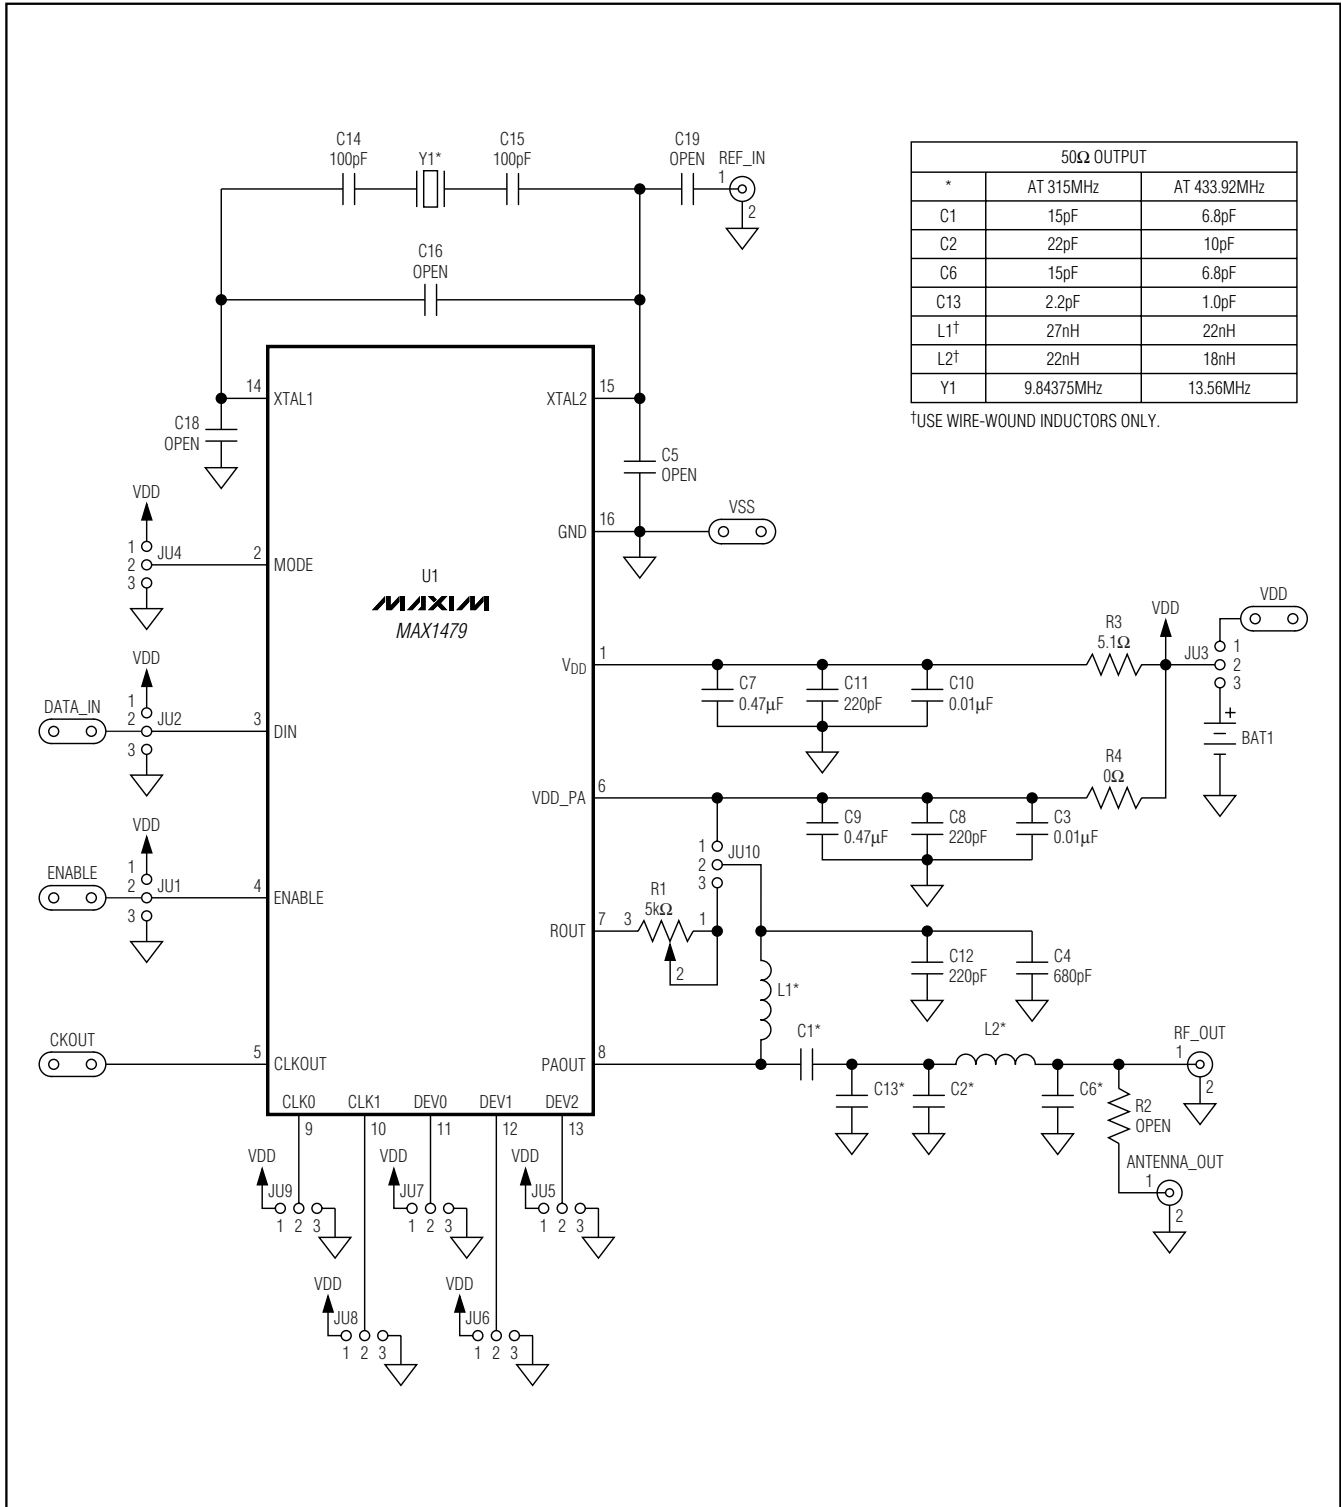 C14
100pF
Y1*
C15
100pF
C19
OPEN
REF_IN
1
2
C16
OPEN
50Ω OUTPUT
* AT 315MHz AT 433.92MHz
C1 15pF 6.8pF
C2 22pF 10pF
C6 15pF 6.8pF
C13 2.2pF 1.0pF
L1† 27nH 22nH
L2† 22nH 18nH
Y1 9.84375MHz 13.56MHz
†USE WIRE-WOUND INDUCTORS ONLY.
14
XTAL1
15
XTAL2
C18
OPEN
C5
OPEN
VDD
1
2
3
JU4
2
MODE
16
GND
VSS
U1
MAXIM
MAX1479
VDD
1
2
3
JU2
DATA_IN
3
DIN
1
VDD
C7
0.47µF
C11
220pF
C10
0.01µF
R3
5.1Ω
VDD
JU3
1
2
3
VDD
+
BAT1
6
VDD_PA
C9
0.47µF
C8
220pF
C3
0.01µF
R4
0Ω
VDD
1
2
3
JU1
ENABLE
4
ENABLE
1
2
3
JU10
7
ROUT
3
R1
5kΩ
1
2
L1*
C12
220pF
C4
680pF
CKOUT
5
CLKOUT
8
PAOUT
C1*
C13*
C2*
L2*
C6*
RF_OUT
1
2
R2
OPEN
ANTENNA_OUT
1
2
CLK0 CLK1 DEV0 DEV1 DEV2
9 10 11 12 13
VDD
JU9
1 2 3
VDD
JU7
1 2 3
VDD
JU5
1 2 3
VDD
JU8
1 2 3
VDD
JU6
1 2 3